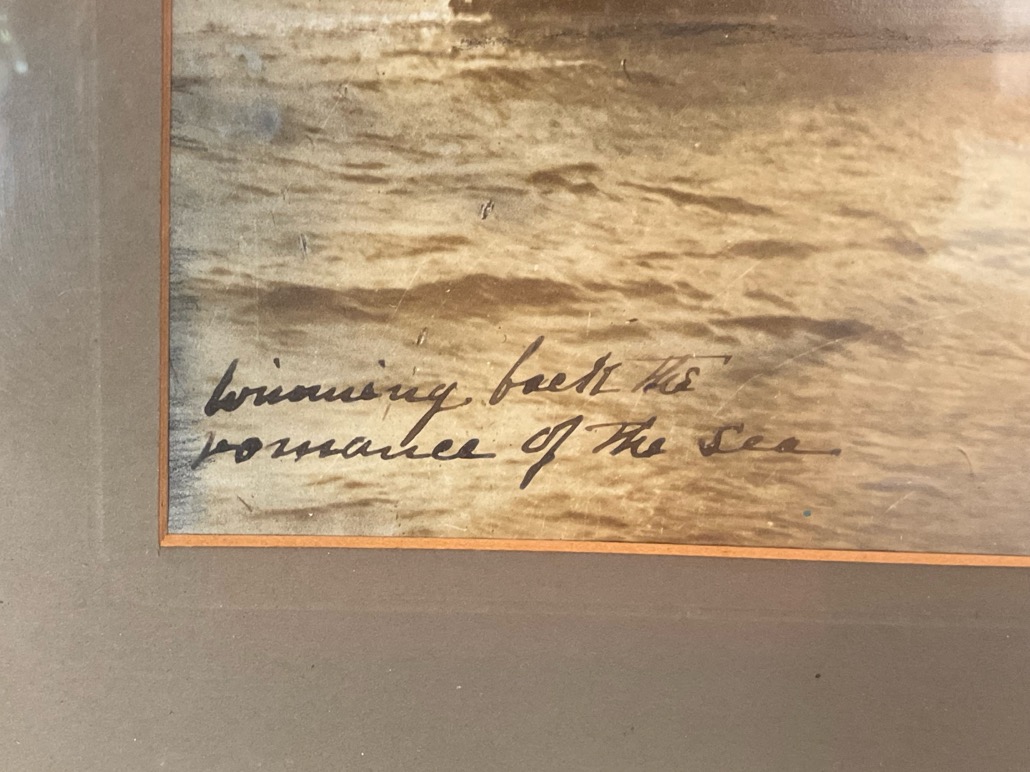 winning back the
romance of the sea